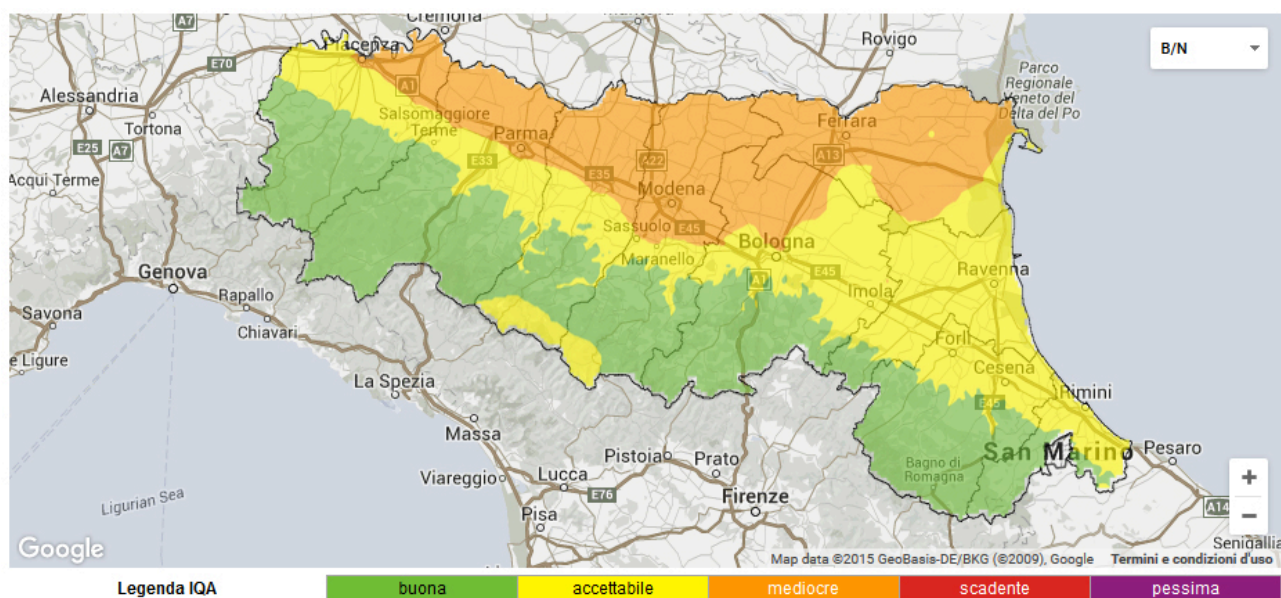 A7
Cremona
Piacenza
Rovigo
B/N
E70
A1
Parco
Regionale
Veneto del
Delta del Po
Alessandria
Tortona
Salsomaggiore
Terme
Parma
Ferrara
E25
A7
E33
A22
A13
Acqui Terme
E35
Modena
Sassuolo
E45
Bologna
Maranello
Genova
A1
E45
Ravenna
Rapallo
Imola
Savona
Chiavari
Forlì
e Ligure
Cesena
La Spezia
Rimini
E45
Massa
San Marino
Pesaro
Pistoia
Prato
Bagno di
Romagna
Viareggio
Lucca
E76
Firenze
Ligurian Sea
Pisa
A14
Senigallia
Google
Map data ©2015 GeoBasis-DE/BKG (©2009), Google Termini e condizioni d'uso
Legenda IQA buona accettabile mediocre scadente pessima